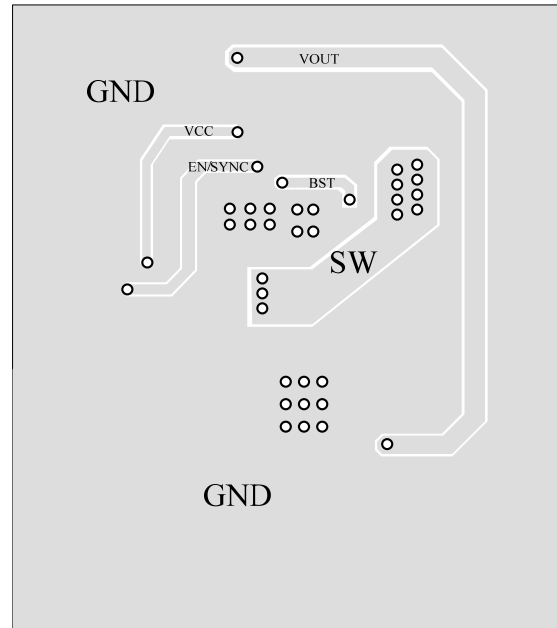 VOUT
GND
VCC
EN/SYNC
BST
SW
GND